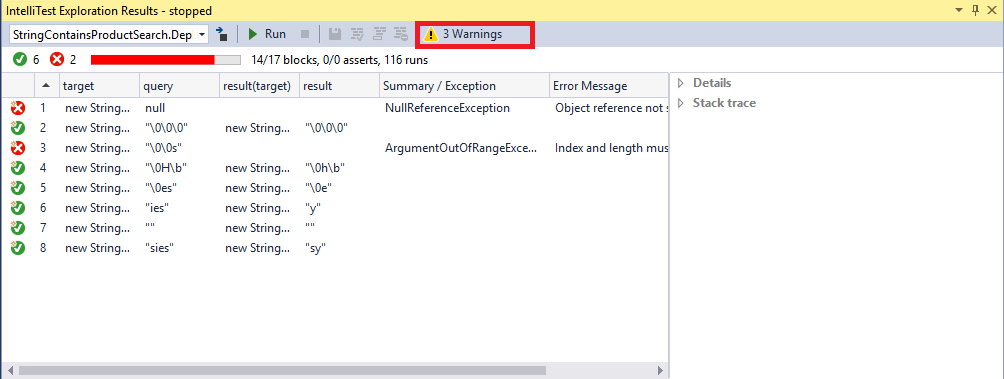 IntelliTest Exploration Results - stopped
StringContainsProductSearch.Dep Run 3 Warnings
6 2 14/17 blocks, 0/0 asserts, 116 runs
target query result(target) result Summary / Exception Error Message
1 new String... null NullReferenceException Object reference not s
2 new String... "\0\0\0" new String... "\0\0\0"
3 new String... "\0\0s" ArgumentOutOfRangeExce... Index and length mus
4 new String... "\0H\b" new String... "\0h\b"
5 new String... "\0es" new String... "\0e"
6 new String... "ies" new String... "y"
7 new String... "" new String... ""
8 new String... "sies" new String... "sy"
Details
Stack trace